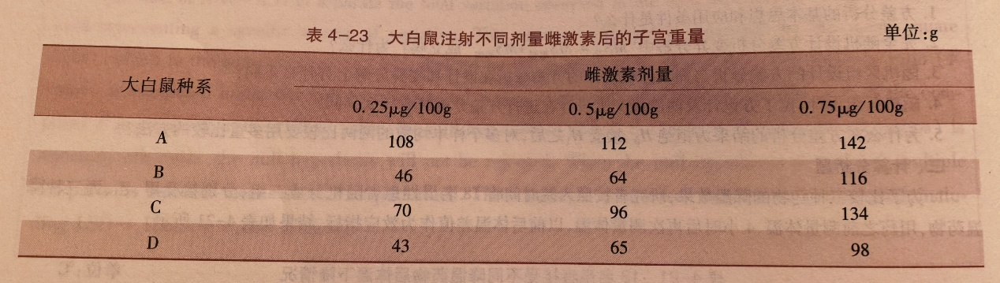 表 4-23 大白鼠注射不同剂量雌激素后的子宫重量 单位:g
大白鼠种系 雌激素剂量
0.25μg/100g 0.5μg/100g 0.75μg/100g
A 108 112 142
B 46 64 116
C 70 96 134
D 43 65 98